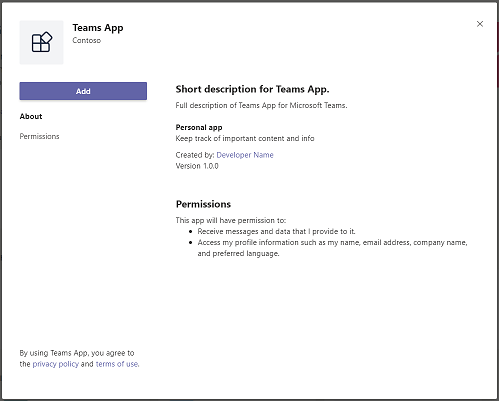 Teams App
Contoso
Add
About
Permissions
Short description for Teams App.
Full description of Teams App for Microsoft Teams.
Personal app
Keep track of important content and info
Created by: Developer Name
Version 1.0.0
Permissions
This app will have permission to:
• Receive messages and data that I provide to it.
• Access my profile information such as my name, email address, company name,
and preferred language.
By using Teams App, you agree to
the privacy policy and terms of use.